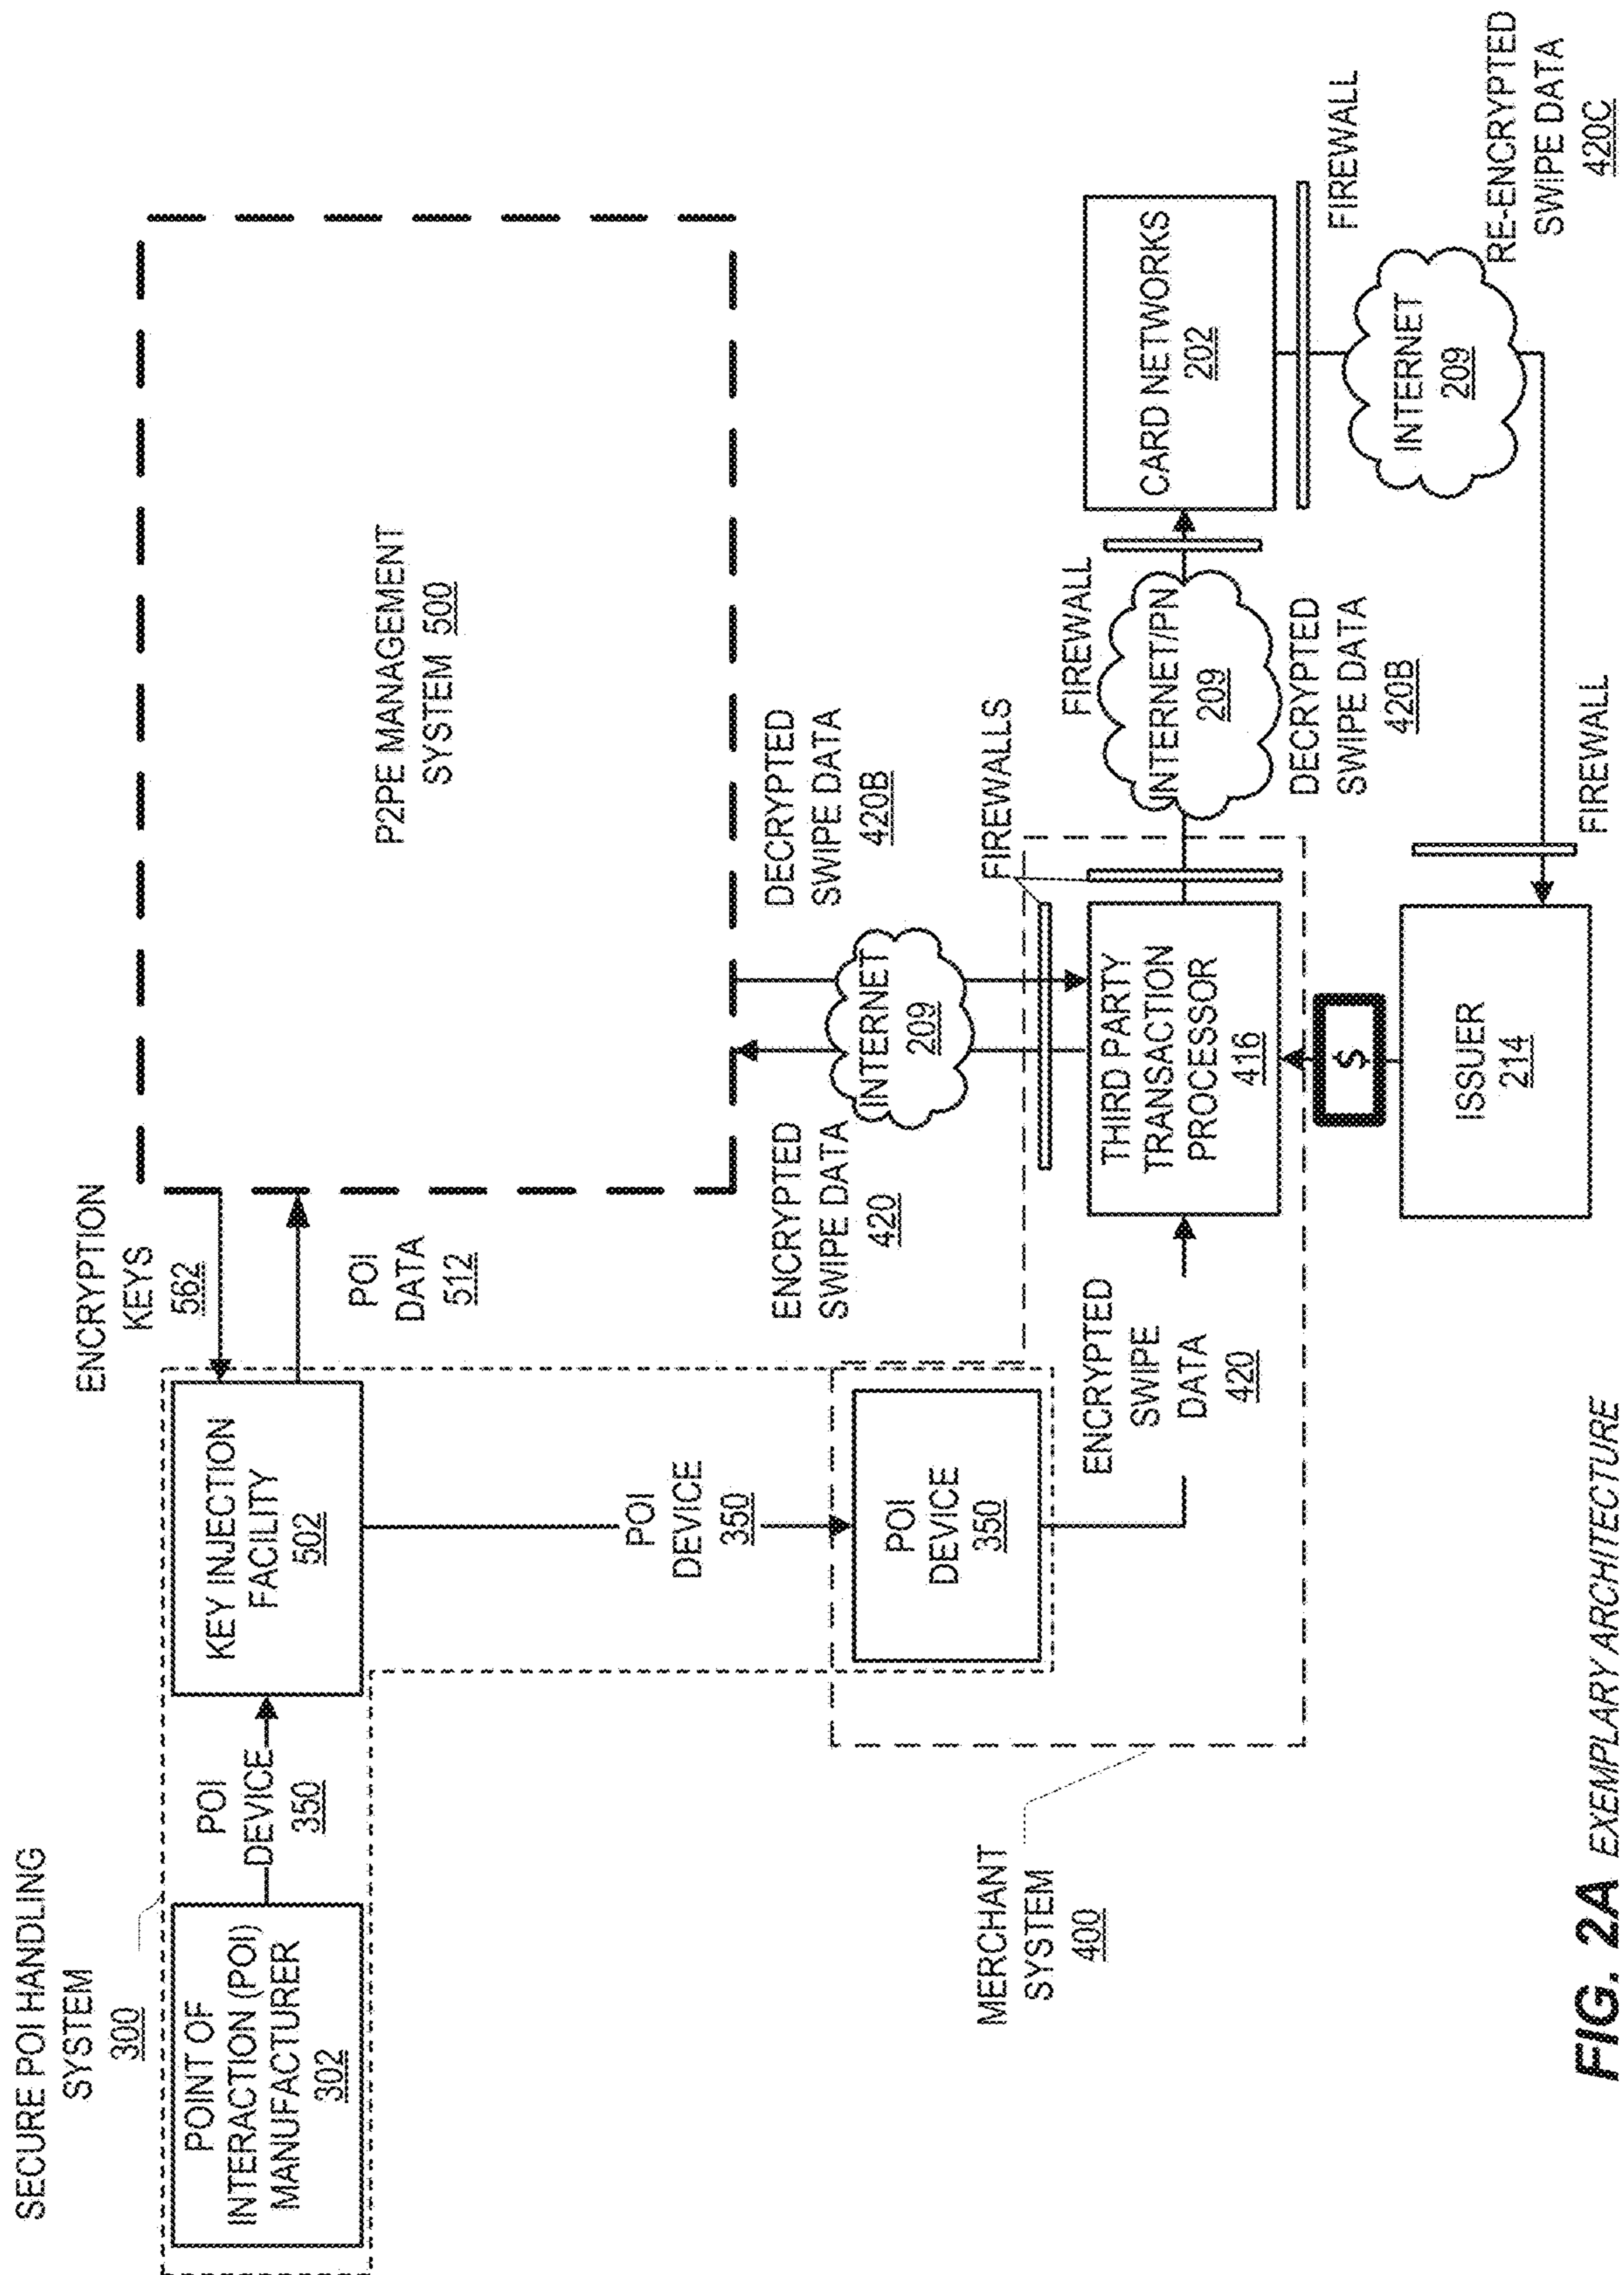 SECURE POI HANDLING
SYSTEM
300
POINT OF
INTERACTION (POI)
MANUFACTURER
302
POI
DEVICE
350
KEY INJECTION
FACILITY
502
ENCRYPTION
KEYS
562
POI
DATA
512
P2PE MANAGEMENT
SYSTEM 500
POI
DEVICE
350
POI
DEVICE
350
MERCHANT
SYSTEM
400
ENCRYPTED
SWIPE DATA
420
INTERNET
209
DECRYPTED
SWIPE DATA
420B
FIREWALLS
ENCRYPTED
SWIPE
DATA
420
THIRD PARTY
TRANSACTION
PROCESSOR
416
FIREWALL
INTERNET/PN
209
DECRYPTED
SWIPE DATA
420B
CARD NETWORKS
202
FIREWALL
INTERNET
209
RE-ENCRYPTED
SWIPE DATA
420C
$
ISSUER
214
FIREWALL
FIG. 2A EXEMPLARY ARCHITECTURE